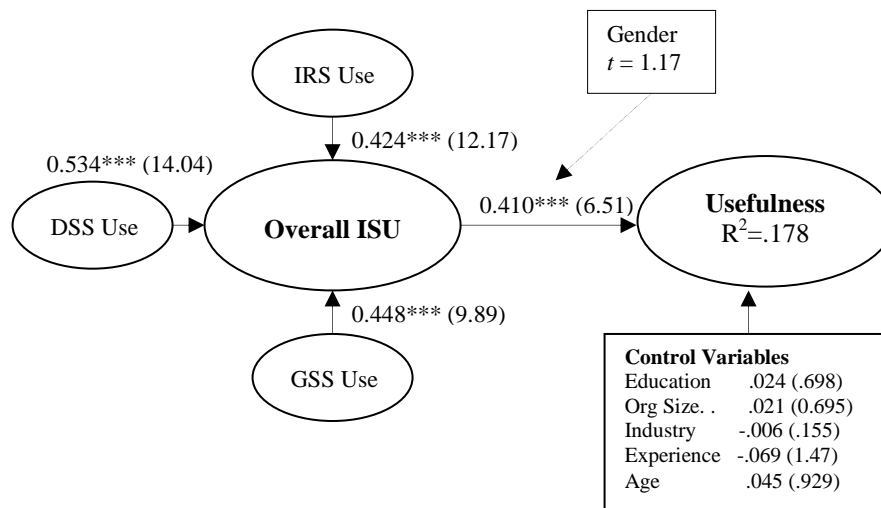 Gender
t = 1.17
IRS Use
0.424*** (12.17)
0.534*** (14.04)
DSS Use
Overall ISU
0.410*** (6.51)
Usefulness
R²=.178
0.448*** (9.89)
GSS Use
Control Variables
Education .024 (.698)
Org Size. . .021 (0.695)
Industry -.006 (.155)
Experience -.069 (1.47)
Age .045 (.929)